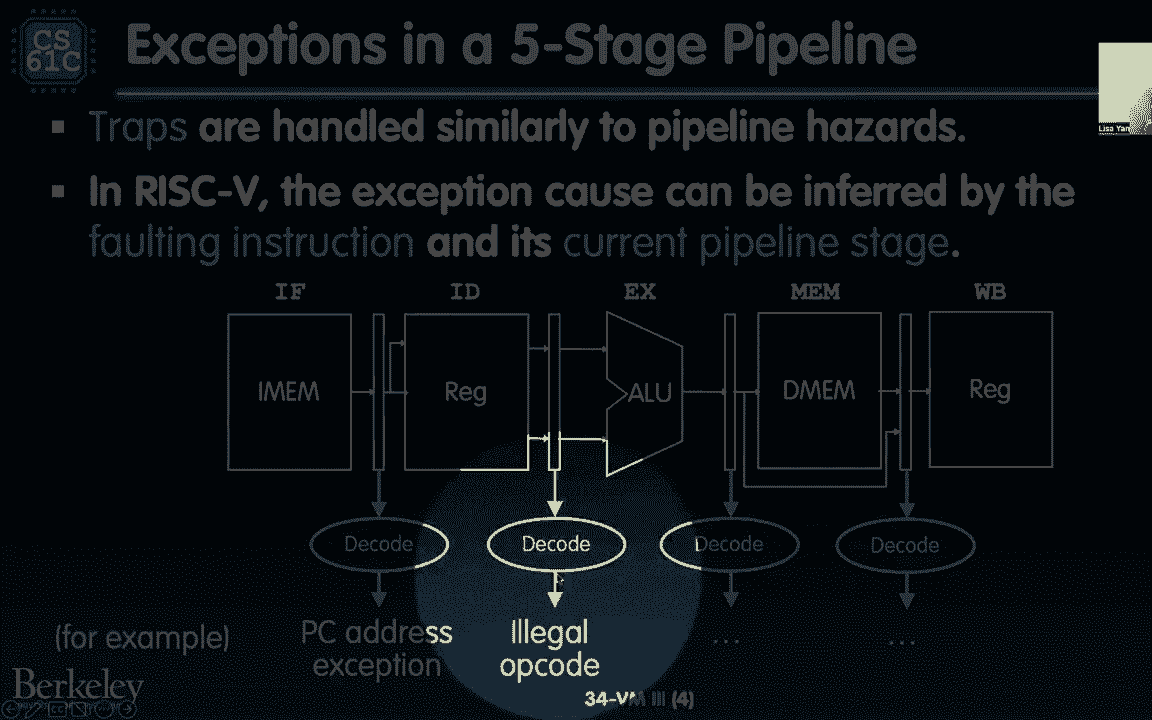 CS
61C
Exceptions in a 5-Stage Pipeline
Traps are handled similarly to pipeline hazards.
In RISC-V, the exception cause can be inferred by the
faulting instruction and its current pipeline stage.
IF ID EX MEM WB
IMEM Reg ALU DMEM Reg
Decode Decode Decode Decode
(for example) PC address exception Illegal opcode ... ...
Berkeley
34-VM III (4)
Lisa Yan